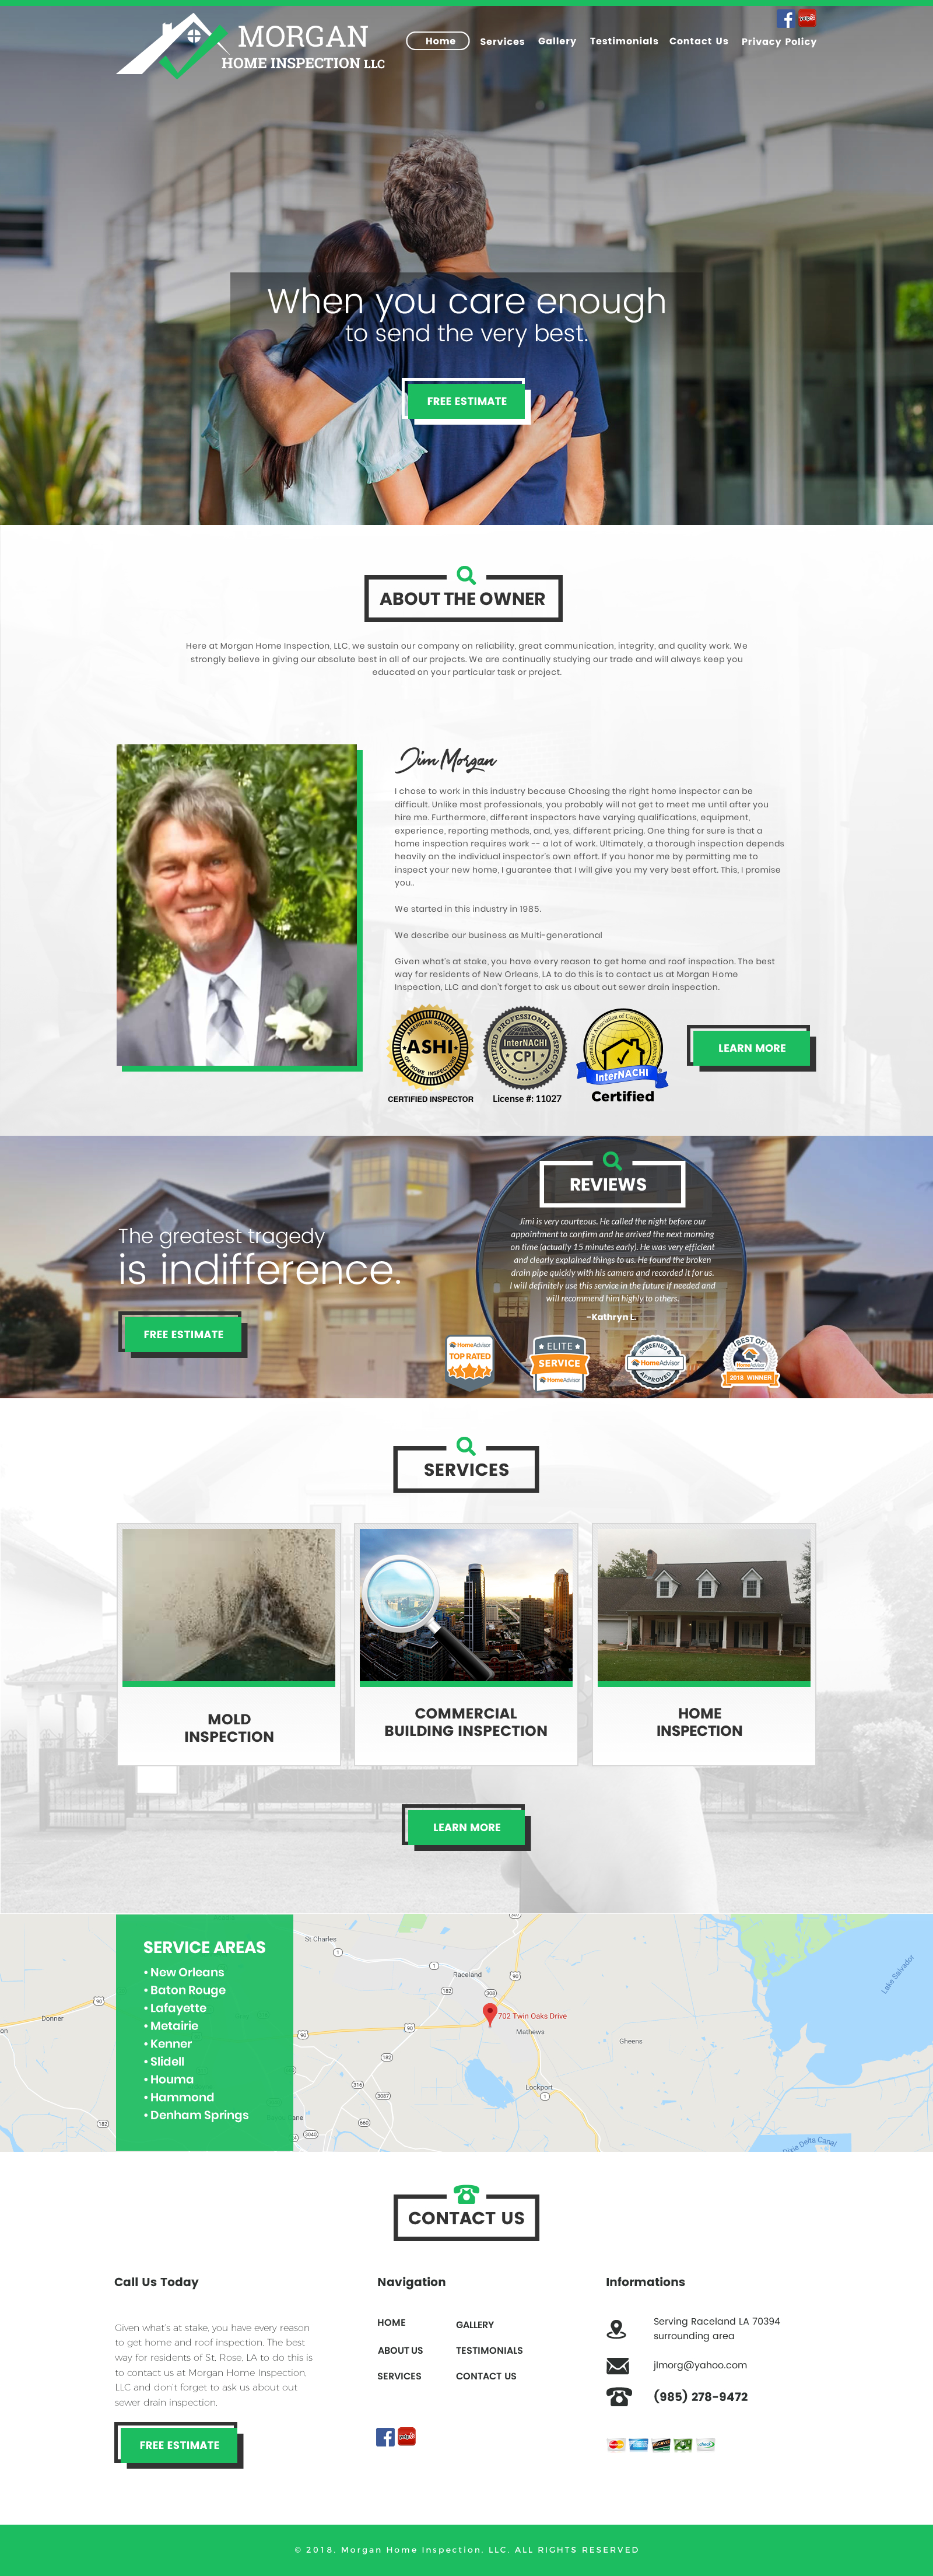 MORGAN
HOME INSPECTION LLC
Home Services Gallery Testimonials Contact Us Privacy Policy
When you care enough
to send the very best.
FREE ESTIMATE
ABOUT THE OWNER
Here at Morgan Home Inspection, LLC, we sustain our company on reliability, great communication, integrity, and quality work. We
strongly believe in giving our absolute best in all of our projects. We are continually studying our trade and will always keep you
educated on your particular task or project.
Jim Morgan
I chose to work in this industry because Choosing the right home inspector can be
difficult. Unlike most professionals, you probably will not get to meet me until after you
hire me. Furthermore, different inspectors have varying qualifications, equipment,
experience, reporting methods, and, yes, different pricing. One thing for sure is that a
home inspection requires work -- a lot of work. Ultimately, a thorough inspection depends
heavily on the individual inspector's own effort. If you honor me by permitting me to
inspect your new home, I guarantee that I will give you my very best effort. This, I promise
you..
We started in this industry in 1985.
We describe our business as Multi-generational
Given what's at stake, you have every reason to get home and roof inspection. The best
way for residents of New Orleans, LA to do this is to contact us at Morgan Home
Inspection, LLC and don't forget to ask us about out sewer drain inspection.
AMERICAN SOCIETY
ASHI
OF HOME INSPECTORS
CERTIFIED INSPECTOR
CERTIFIED PROFESSIONAL INSPECTOR
InterNACHI
CPI
License #: 11027
InterNACHI
Certified
LEARN MORE
The greatest tragedy
is indifference.
FREE ESTIMATE
REVIEWS
Jimi is very courteous. He called the night before our
appointment to confirm and he arrived the next morning
on time (actually 15 minutes early). He was very efficient
and clearly explained things to us. He found the broken
drain pipe quickly with his camera and recorded it for us.
I will definitely use this service in the future if needed and
will recommend him highly to others.
-Kathryn L.
HomeAdvisor
TOP RATED
ELITE
SERVICE
HomeAdvisor
SCREENED &
HomeAdvisor
APPROVED
BEST OF
HomeAdvisor
2018 WINNER
SERVICES
MOLD
INSPECTION
COMMERCIAL
BUILDING INSPECTION
HOME
INSPECTION
LEARN MORE
SERVICE AREAS
• New Orleans
• Baton Rouge
• Lafayette
• Metairie
• Kenner
• Slidell
• Houma
• Hammond
• Denham Springs
St Charles
Raceland
Donner
702 Twin Oaks Drive
Mathews
Gheens
Lockport
Lake Salvador
Dixie Delta Canal
CONTACT US
Call Us Today
Given what's at stake, you have every reason
to get home and roof inspection. The best
way for residents of St. Rose, LA to do this is
to contact us at Morgan Home Inspection,
LLC and don't forget to ask us about out
sewer drain inspection.
FREE ESTIMATE
Navigation
HOME
GALLERY
ABOUT US
TESTIMONIALS
SERVICES
CONTACT US
Informations
Serving Raceland LA 70394
surrounding area
jlmorg@yahoo.com
(985) 278-9472
© 2018. Morgan Home Inspection, LLC. ALL RIGHTS RESERVED